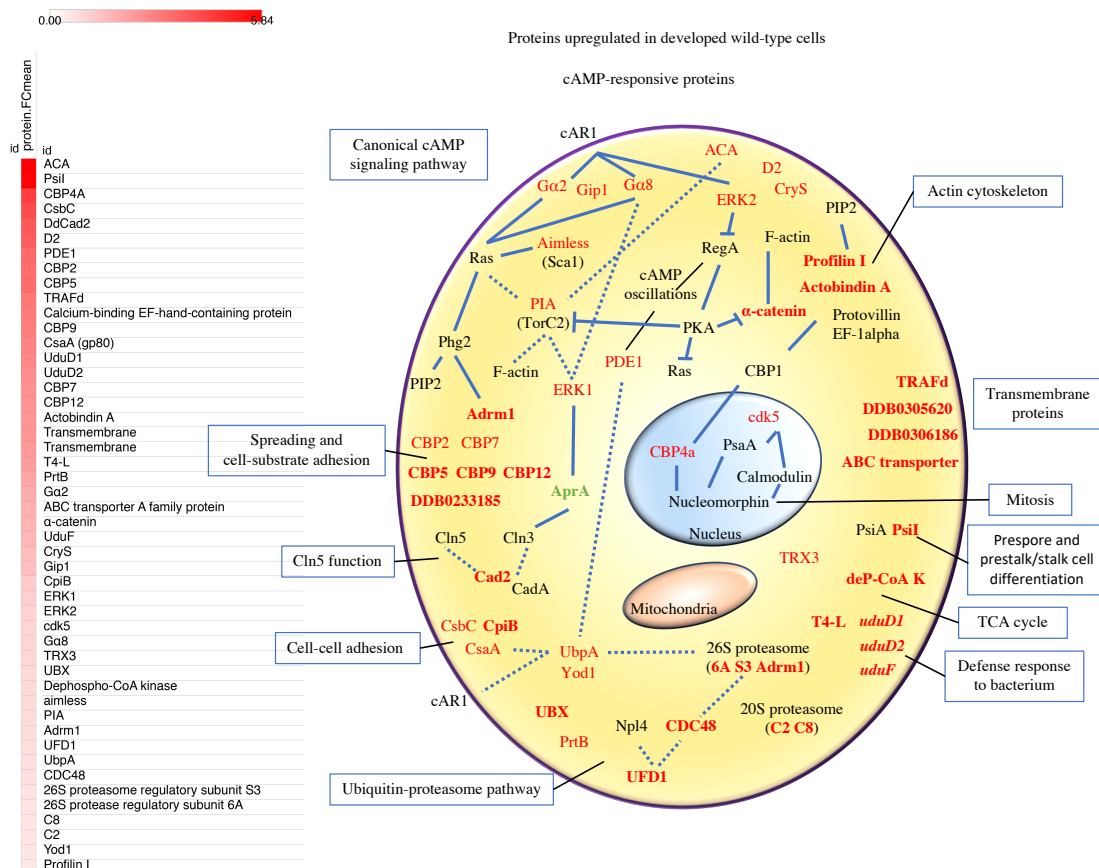 0.00
5.84
protein.FCmean
id
id
ACA
PsiI
CBP4A
CsbC
DdCad2
D2
PDE1
CBP2
CBP5
TRAFd
Calcium-binding EF-hand-containing protein
CBP9
CsaA (gp80)
UduD1
UduD2
CBP7
CBP12
Actobindin A
Transmembrane
Transmembrane
T4-L
PrtB
Gα2
ABC transporter A family protein
α-catenin
UduF
CryS
Gip1
CpiB
ERK1
ERK2
cdk5
Gα8
TRX3
UBX
Dephospho-CoA kinase
aimless
PIA
Adrm1
UFD1
UbpA
CDC48
26S proteasome regulatory subunit S3
26S protease regulatory subunit 6A
C8
C2
Yod1
Profilin I
Proteins upregulated in developed wild-type cells
cAMP-responsive proteins
Canonical cAMP
signaling pathway
cAR1
ACA
D2
CryS
Gα2
Gip1
Gα8
ERK2
PIP2
Actin cytoskeleton
Ras
Aimless
(Sca1)
RegA
F-actin
Profilin I
Actobindin A
cAMP
oscillations
PIA
(TorC2)
PKA
α-catenin
Protovillin
EF-1alpha
Phg2
PIP2
F-actin
ERK1
PDE1
Ras
CBP1
Adrm1
TRAFd
DDB0305620
DDB0306186
ABC transporter
Transmembrane
proteins
Spreading and
cell-substrate adhesion
CBP2 CBP7
CBP5 CBP9 CBP12
DDB0233185
AprA
cdk5
CBP4a
PsaA
Calmodulin
Nucleomorphin
Nucleus
Mitosis
PsiA PsiI
Prespore and
prestalk/stalk cell
differentiation
Cln5 function
Cln5
Cln3
Cad2
CadA
TRX3
deP-CoA K
TCA cycle
Mitochondria
T4-L
uduD1
uduD2
uduF
Defense response
to bacterium
Cell-cell adhesion
CsbC CpiB
CsaA
UbpA
Yod1
26S proteasome
(6A S3 Adrm1)
cAR1
UBX
PrtB
Npl4
CDC48
UFD1
20S proteasome
(C2 C8)
Ubiquitin-proteasome pathway